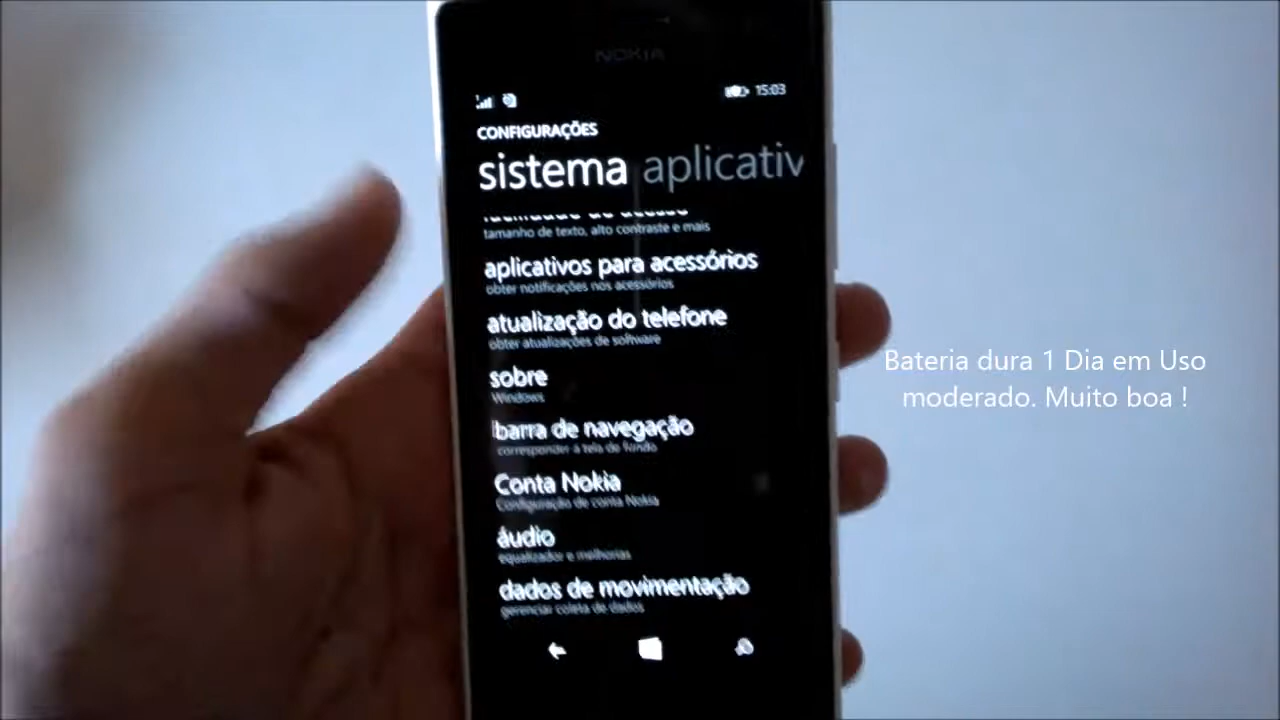 NOKIA
15:03
CONFIGURAÇÕES
sistema aplicativ
tamanho de texto, alto contraste e mais
aplicativos para acessórios
obter notificações nos acessórios
atualização do telefone
obter atualizações de software
sobre
Windows
barra de navegação
corresponder à tela de fundo
Conta Nokia
Configuração de conta Nokia
áudio
equalizador e melhorias
dados de movimentação
gerenciar coleta de dados
Bateria dura 1 Dia em Uso
moderado. Muito boa !